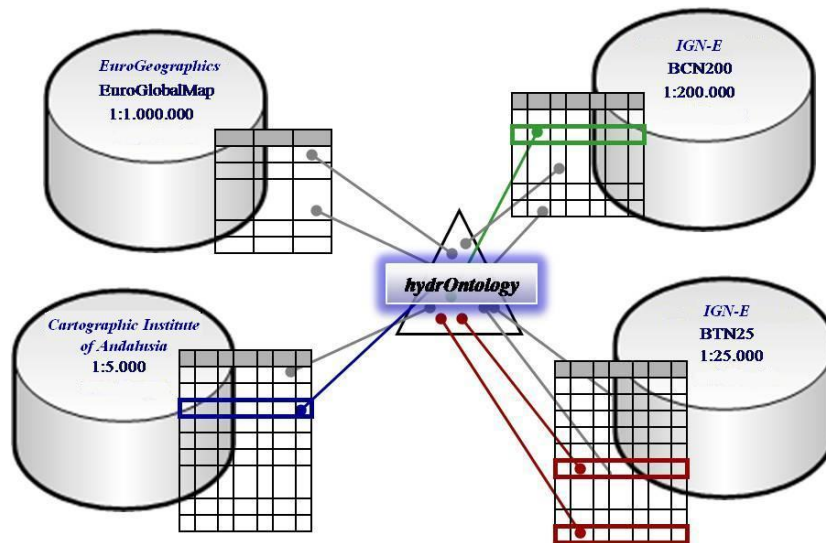 EuroGeographics
EuroGlobalMap
1:1.000.000
IGN-E
BCN200
1:200.000
hydrOntology
Cartographic Institute
of Andalusia
1:5.000
IGN-E
BTN25
1:25.000